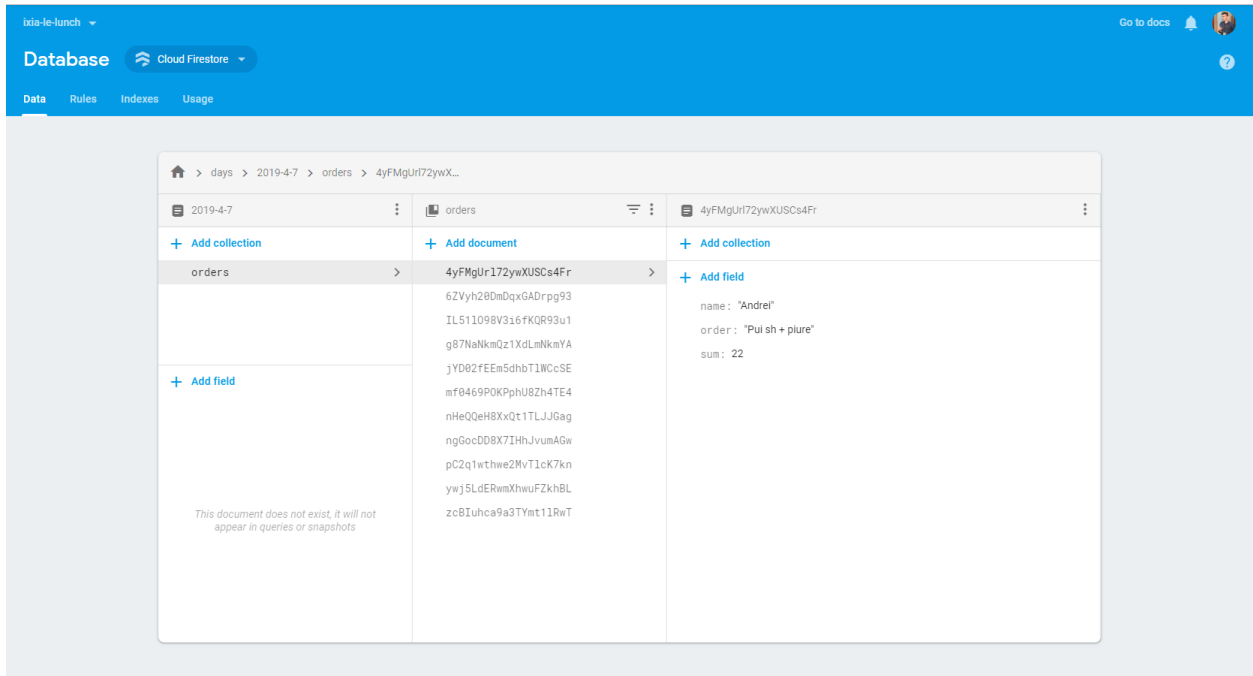 ixia-le-lunch
Go to docs
Database
Cloud Firestore
Data Rules Indexes Usage
days > 2019-4-7 > orders > 4yFMgUrl72ywX...
2019-4-7
orders
4yFMgUrl72ywXUSCs4Fr
+ Add collection
+ Add document
+ Add collection
orders
4yFMgUrl72ywXUSCs4Fr
+ Add field
6ZVyh20DmDqxGADrpg93
name: "Andrei"
IL51lO98V3i6fKQR93u1
order: "Pui sh + piure"
g87NaNkmQz1XdLmNkmYA
sum: 22
jYD02fEEm5dhbTlWCcSE
+ Add field
mf0469POKPphU8Zh4TE4
nHeQQeH8XxQt1TLJJGag
ngGocDD8X7IHhJvumAGw
pC2q1wthwe2MvTlcK7kn
ywj5LdERwmXhwuFZkhBL
zcBIuhca9a3TYmt1lRwT
This document does not exist, it will not
appear in queries or snapshots